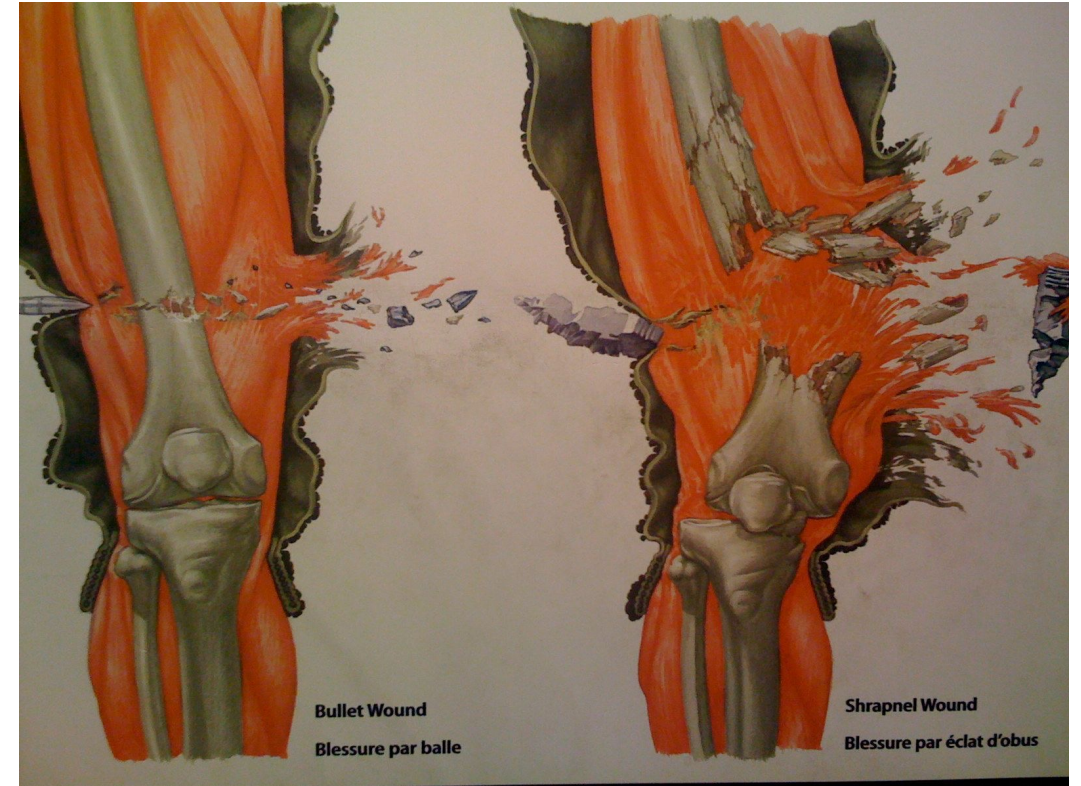 Bullet Wound
Blessure par balle
Shrapnel Wound
Blessure par éclat d'obus